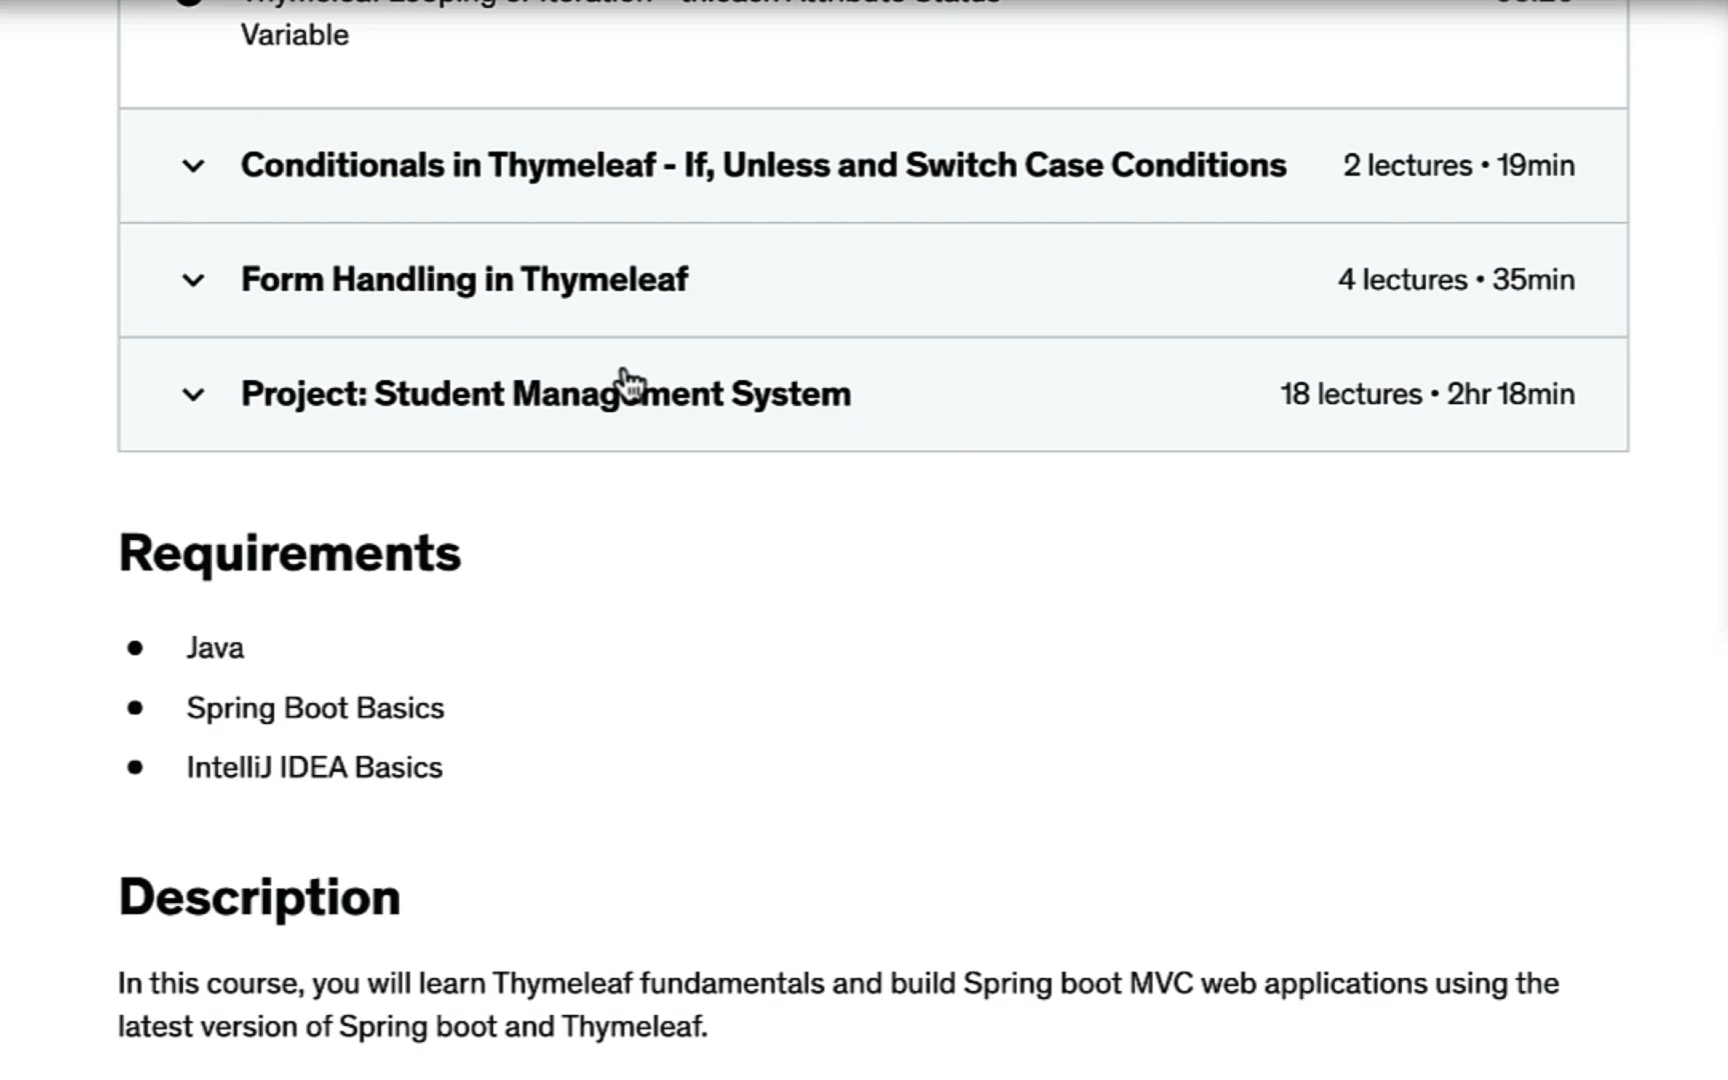 Variable
Conditionals in Thymeleaf - If, Unless and Switch Case Conditions 2 lectures • 19min
Form Handling in Thymeleaf 4 lectures • 35min
Project: Student Management System 18 lectures • 2hr 18min
Requirements
• Java
• Spring Boot Basics
• IntelliJ IDEA Basics
Description
In this course, you will learn Thymeleaf fundamentals and build Spring boot MVC web applications using the
latest version of Spring boot and Thymeleaf.